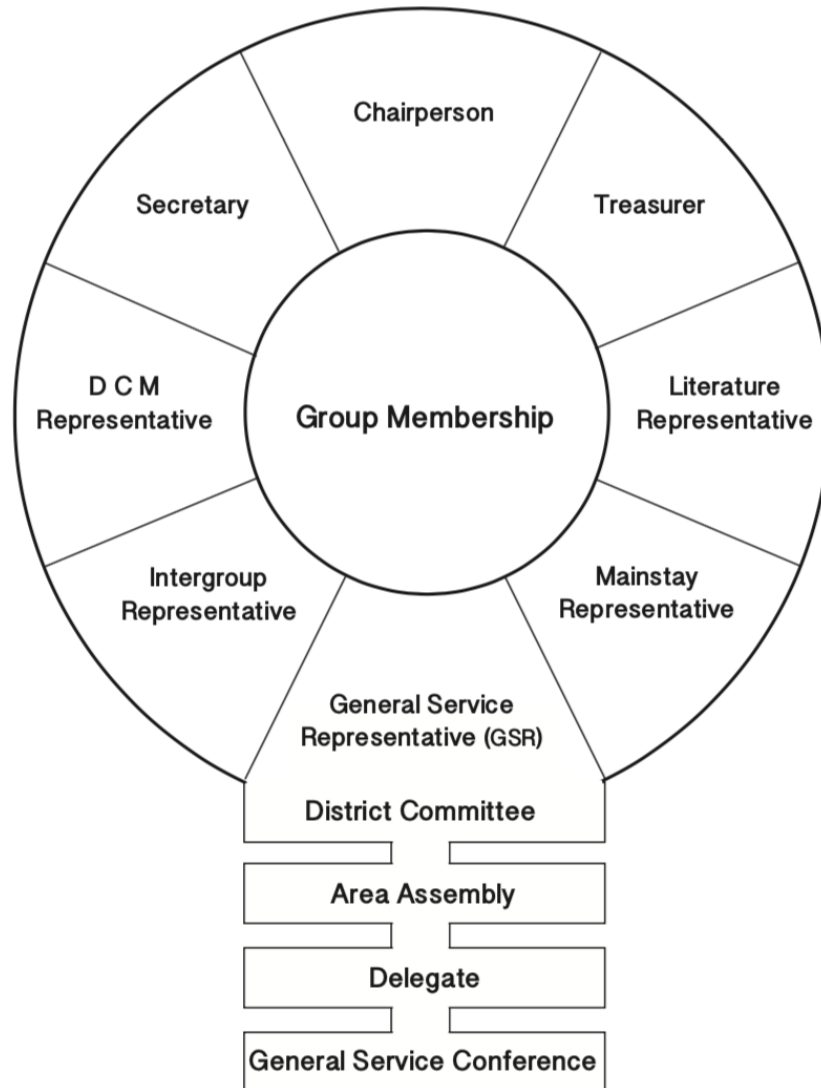 Chairperson
Secretary
Treasurer
D C M
Representative
Literature
Representative
Group Membership
Intergroup
Representative
Mainstay
Representative
General Service
Representative (GSR)
District Committee
Area Assembly
Delegate
General Service Conference